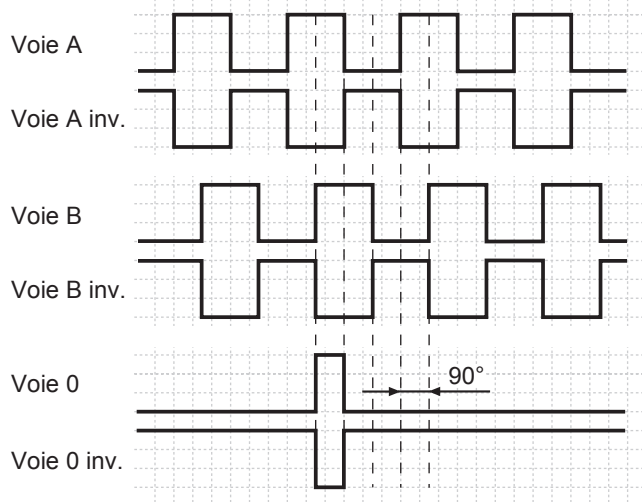 Voie A
Voie A inv.
Voie B
Voie B inv.
Voie 0
90°
Voie 0 inv.